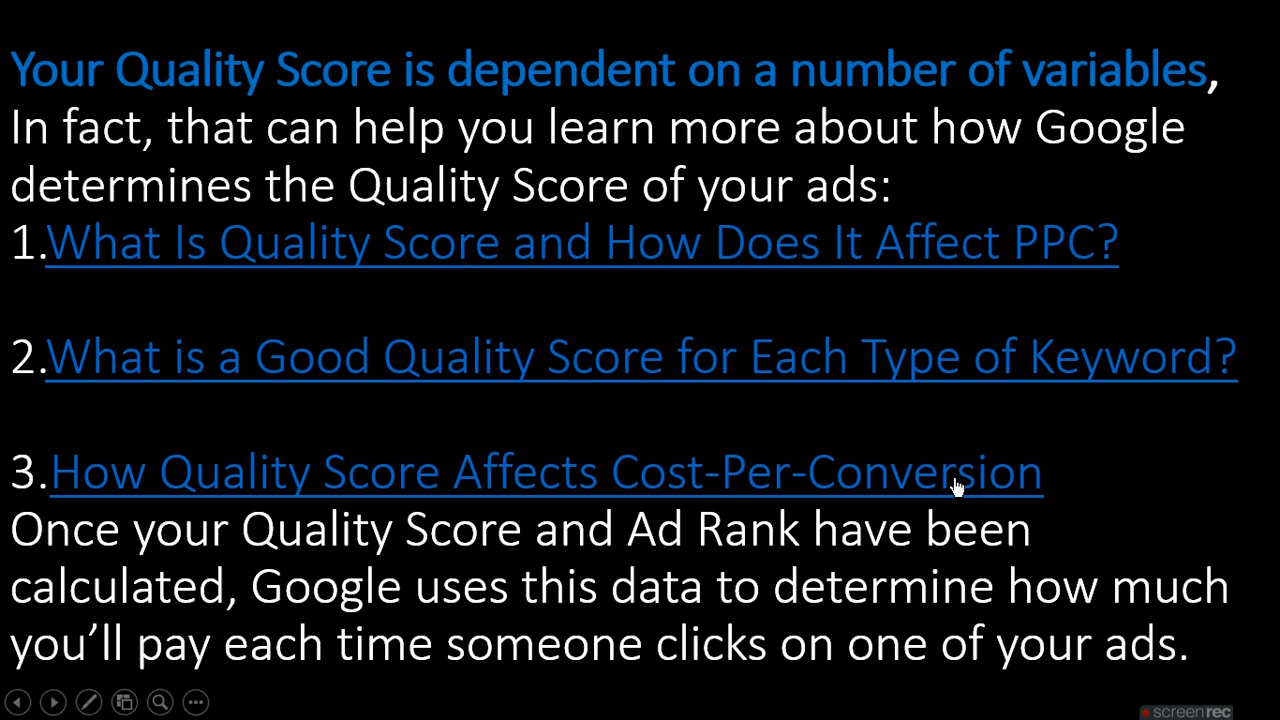 Your Quality Score is dependent on a number of variables,
In fact, that can help you learn more about how Google
determines the Quality Score of your ads:
1.What Is Quality Score and How Does It Affect PPC?
2.What is a Good Quality Score for Each Type of Keyword?
3.How Quality Score Affects Cost-Per-Conversion
Once your Quality Score and Ad Rank have been
calculated, Google uses this data to determine how much
you’ll pay each time someone clicks on one of your ads.
screenrec